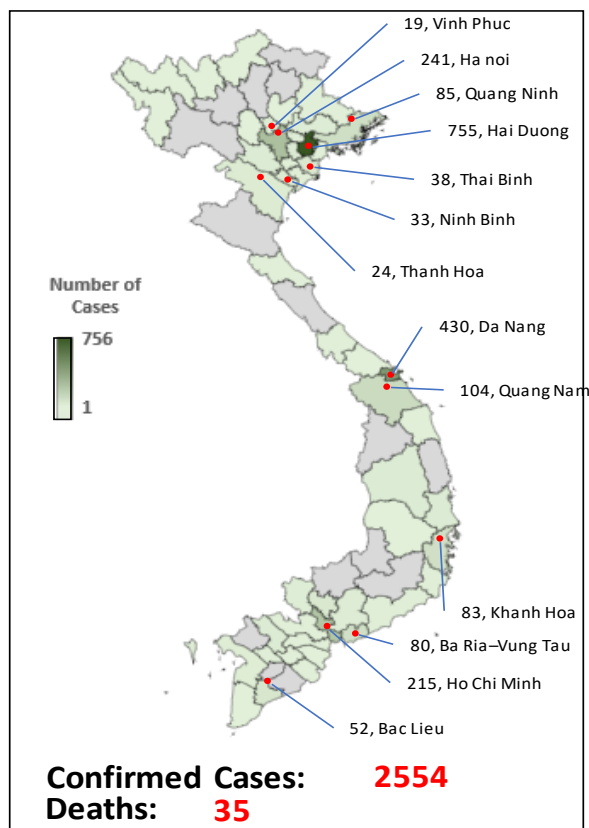 19, Vinh Phuc
241, Ha noi
85, Quang Ninh
755, Hai Duong
38, Thai Binh
33, Ninh Binh
24, Thanh Hoa
Number of
Cases
756
1
430, Da Nang
104, Quang Nam
83, Khanh Hoa
80, Ba Ria–Vung Tau
215, Ho Chi Minh
52, Bac Lieu
Confirmed Cases: 2554
Deaths: 35